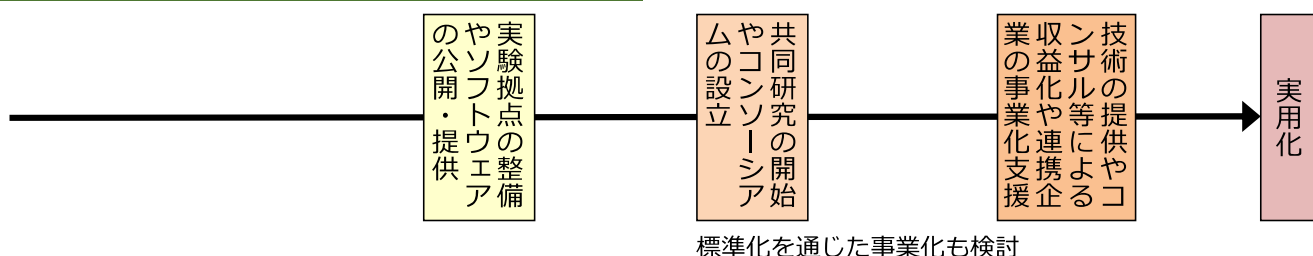 実験拠点の整備
やソフトウェア
の公開・提供
共同研究の開始
やコンソーシア
ムの設立
技術の提供やコ
ンサル等による
収益化や連携企
業の事業化支援
実用化
標準化を通じた事業化も検討